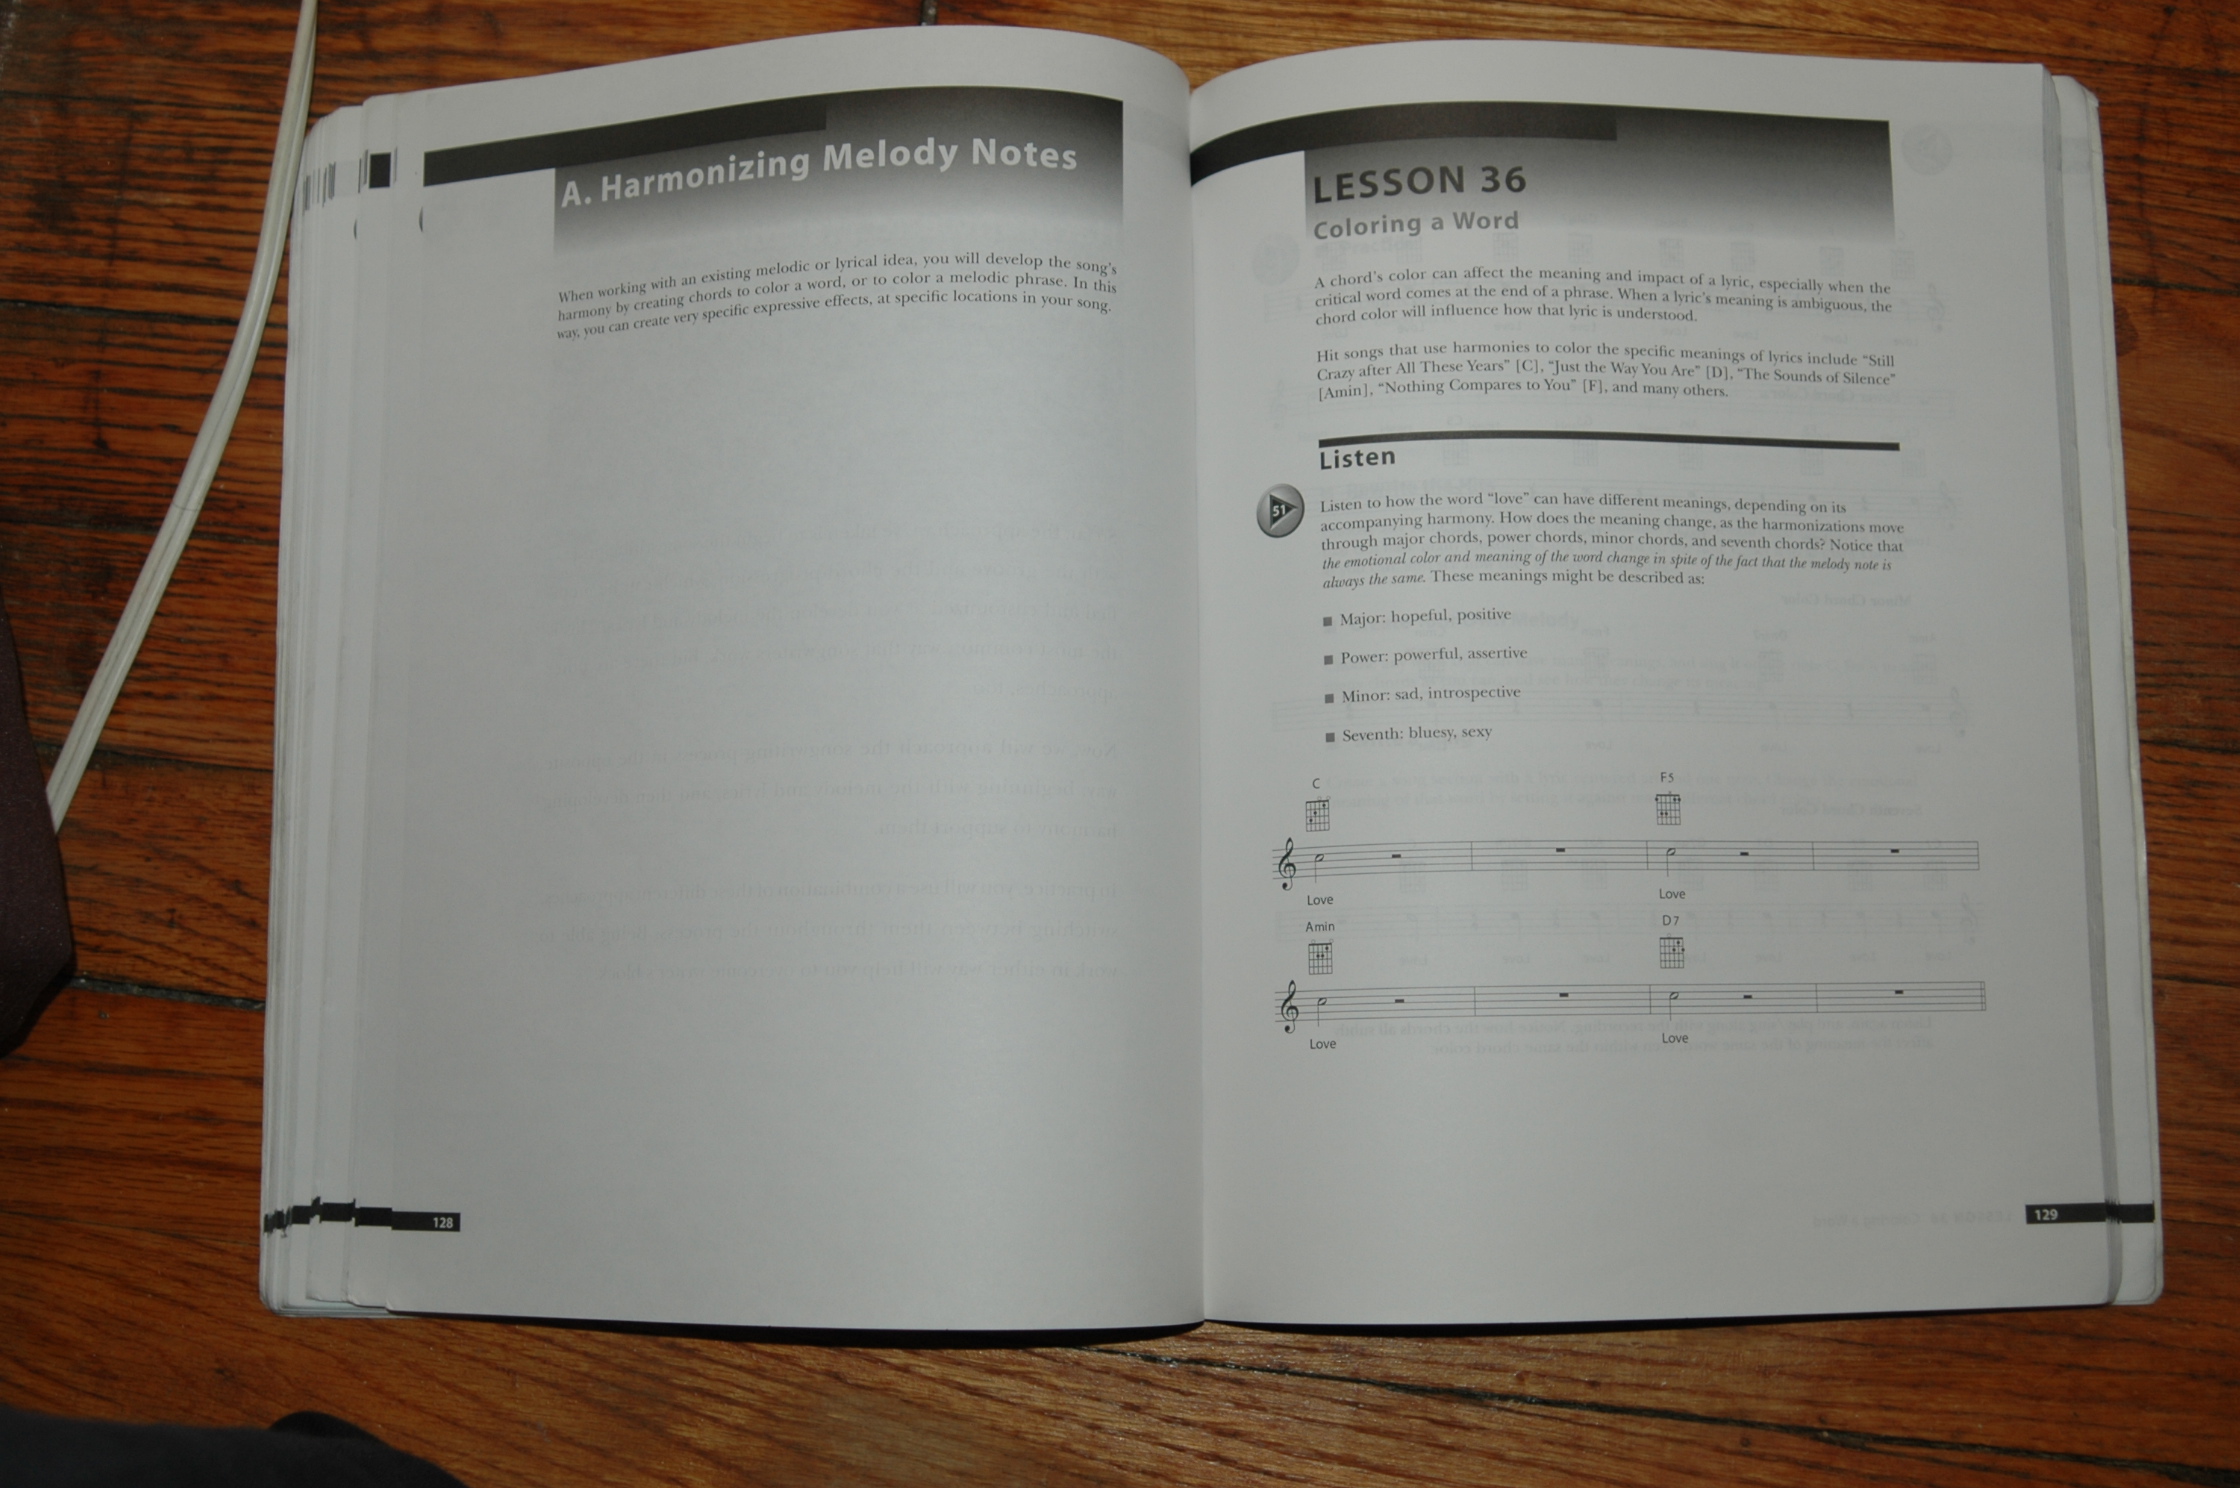 A. Harmonizing Melody Notes
When working with an existing melodic or lyrical idea, you will develop the song's
harmony by creating chords to color a word, or to color a melodic phrase. In this
way, you can create very specific expressive effects, at specific locations in your song.
128
LESSON 36
Coloring a Word
A chord's color can affect the meaning and impact of a lyric, especially when the
critical word comes at the end of a phrase. When a lyric's meaning is ambiguous, the
chord color will influence how that lyric is understood.
Hit songs that use harmonies to color the specific meanings of lyrics include "Still
Crazy after All These Years" [C], "Just the Way You Are" [D], "The Sounds of Silence"
[Amin], "Nothing Compares to You" [F], and many others.
Listen
51
Listen to how the word "love" can have different meanings, depending on its
accompanying harmony. How does the meaning change, as the harmonizations move
through major chords, power chords, minor chords, and seventh chords? Notice that
the emotional color and meaning of the word change in spite of the fact that the melody note is
always the same. These meanings might be described as:
■ Major: hopeful, positive
■ Power: powerful, assertive
■ Minor: sad, introspective
■ Seventh: bluesy, sexy
C F5
Love Love
Amin D7
Love Love
129